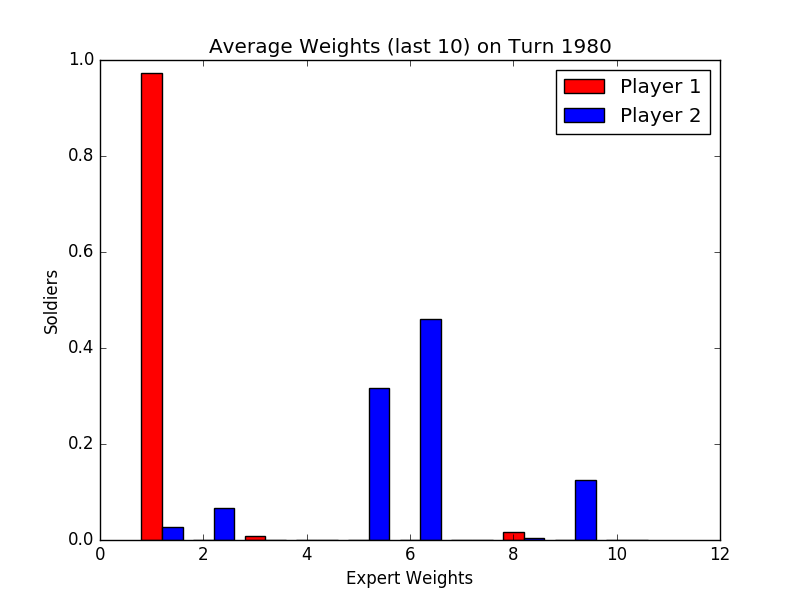 Average Weights (last 10) on Turn 1980
1.0
0.8
0.6
0.4
0.2
0.0
Soldiers
Player 1
Player 2
0 2 4 6 8 10 12
Expert Weights